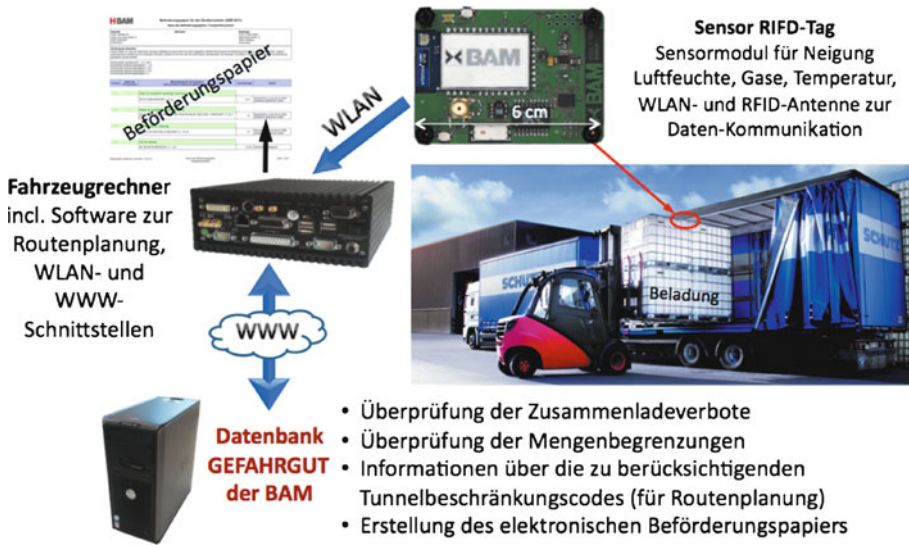 BAM
Beförderungspapier
WLAN
BAM
BAM
6 cm
Sensor RIFD-Tag
Sensormodul für Neigung
Luftfeuchte, Gase, Temperatur,
WLAN- und RFID-Antenne zur
Daten-Kommunikation
Fahrzeugrechner
incl. Software zur
Routenplanung,
WLAN- und
WWW-
Schnittstellen
SCHÜTZ
SCHÜTZ
Beladung
WWW
Datenbank
GEFAHRGUT
der BAM
• Überprüfung der Zusammenladeverbote
• Überprüfung der Mengenbegrenzungen
• Informationen über die zu berücksichtigenden
Tunnelbeschränkungscodes (für Routenplanung)
• Erstellung des elektronischen Beförderungspapiers